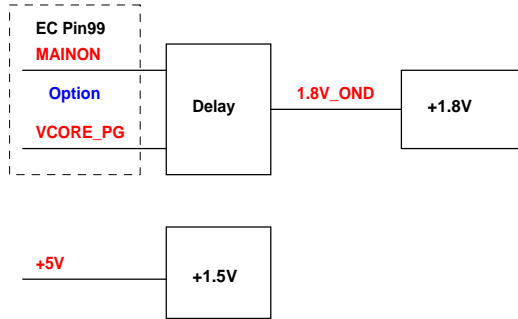 EC Pin99
MAINON
Option
VCORE_PG
Delay
1.8V_OND
+1.8V
+5V
+1.5V